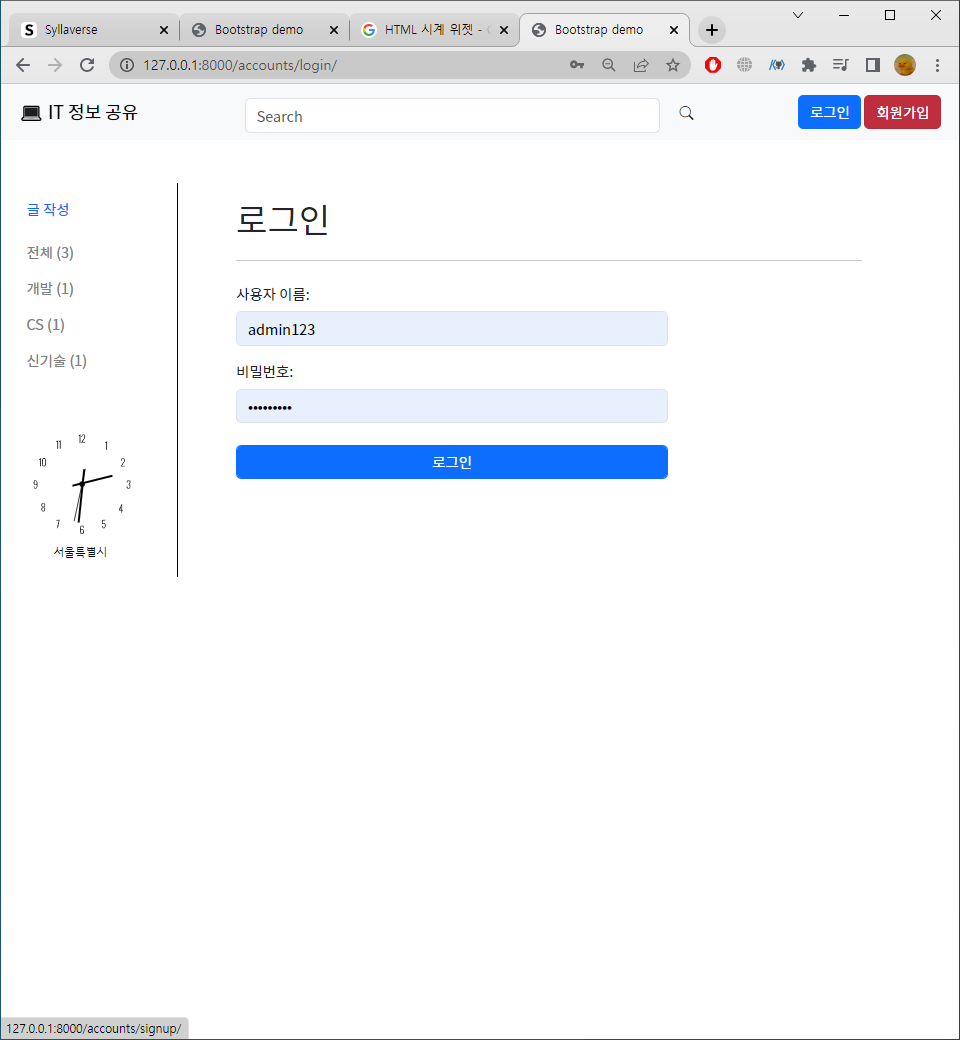 Syllaverse
Bootstrap demo
HTML 시계 위젯 -
Bootstrap demo
127.0.0.1:8000/accounts/login/
IT 정보 공유
Search
로그인
회원가입
글 작성
전체 (3)
개발 (1)
CS (1)
신기술 (1)
12
11
1
10
2
9
3
8
4
7
5
6
서울특별시
로그인
사용자 이름:
admin123
비밀번호:
•••••••••
로그인
127.0.0.1:8000/accounts/signup/